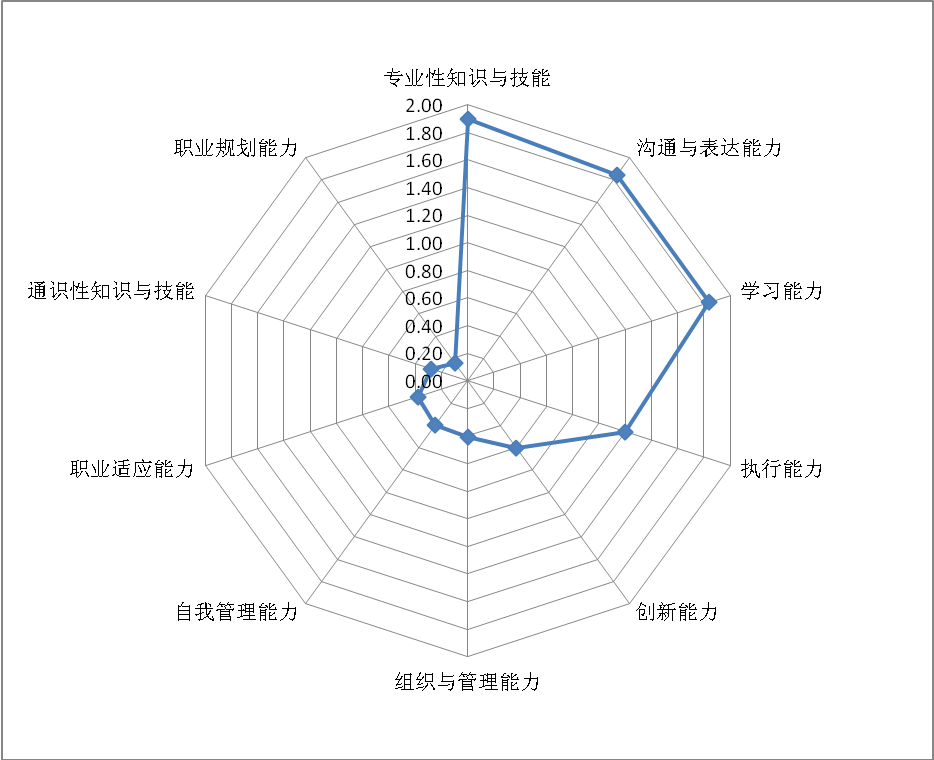 专业性知识与技能
2.00
1.80
1.60
1.40
1.20
1.00
0.80
0.60
0.40
0.20
0.00
沟通与表达能力
学习能力
执行能力
创新能力
组织与管理能力
自我管理能力
职业适应能力
通识性知识与技能
职业规划能力